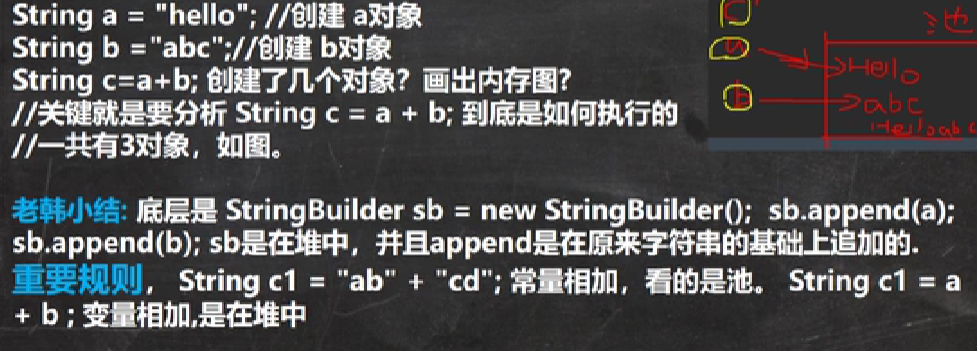 String a = "hello"; //创建 a对象
String b ="abc";//创建 b对象
String c=a+b; 创建了几个对象？画出内存图？
//关键就是要分析 String c = a + b; 到底是如何执行的
//一共有3对象，如图。
c
池
a
Hello
b
abc
Helloabc
老韩小结: 底层是 StringBuilder sb = new StringBuilder(); sb.append(a);
sb.append(b); sb是在堆中，并且append是在原来字符串的基础上追加的.
重要规则， String c1 = "ab" + "cd"; 常量相加，看的是池。 String c1 = a
+ b ; 变量相加,是在堆中